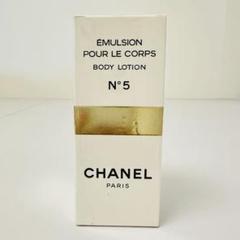 ÉMULSION
POUR LE CORPS
BODY LOTION
N°5
CHANEL
PARIS